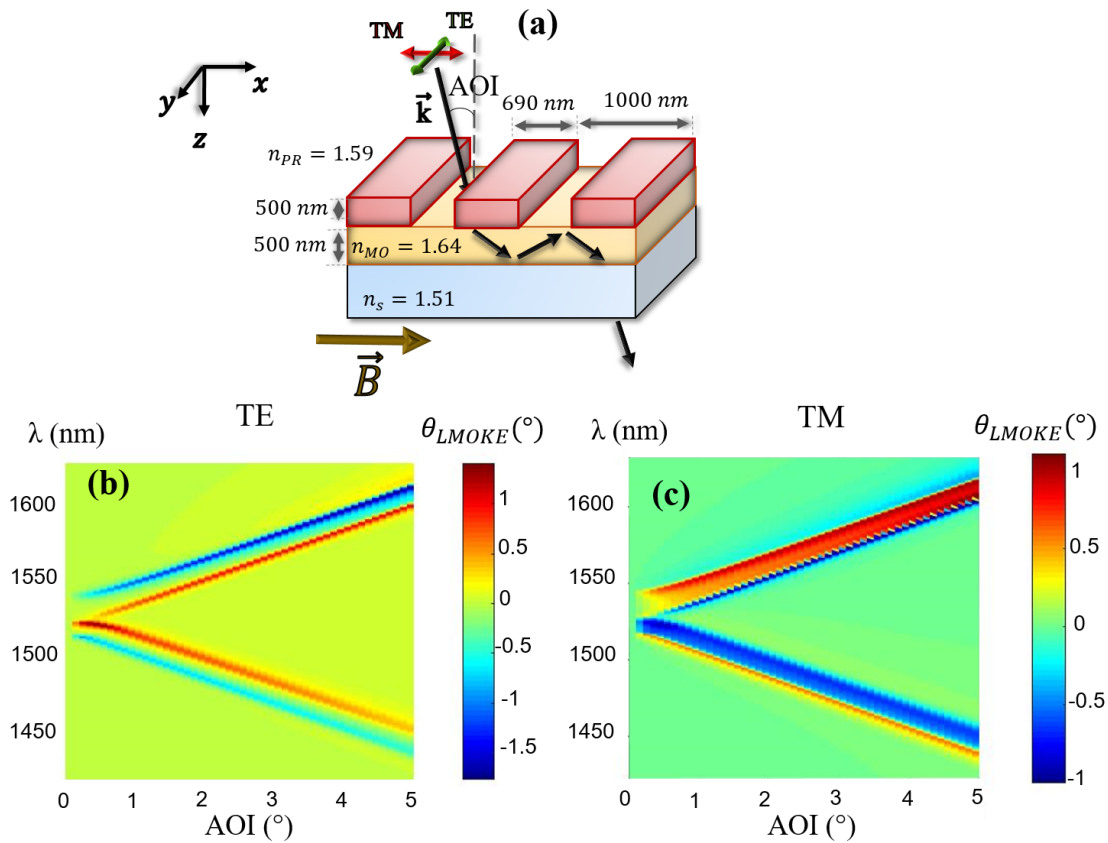 (a)
TE
TM
AOI
k
x
y
z
690 nm
1000 nm
n_PR = 1.59
500 nm
500 nm
n_MO = 1.64
n_s = 1.51
B
TE
λ (nm)
θ_LMOKE(°)
(b)
1600
1550
1500
1450
0 1 2 3 4 5
AOI (°)
1
0.5
0
-0.5
-1
-1.5
TM
λ (nm)
θ_LMOKE(°)
(c)
1600
1550
1500
1450
0 1 2 3 4 5
AOI (°)
1
0.5
0
-0.5
-1